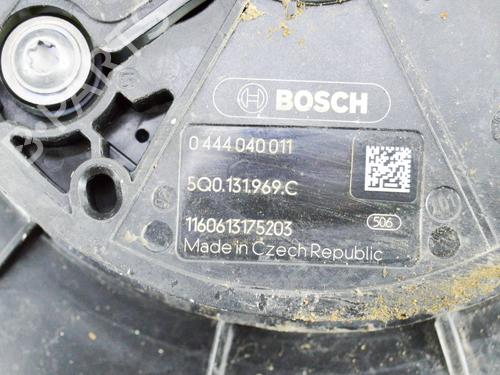 BOSCH
0 444 040 011
5Q0.131.969.C
1160613175203
506
Made in Czech Republic